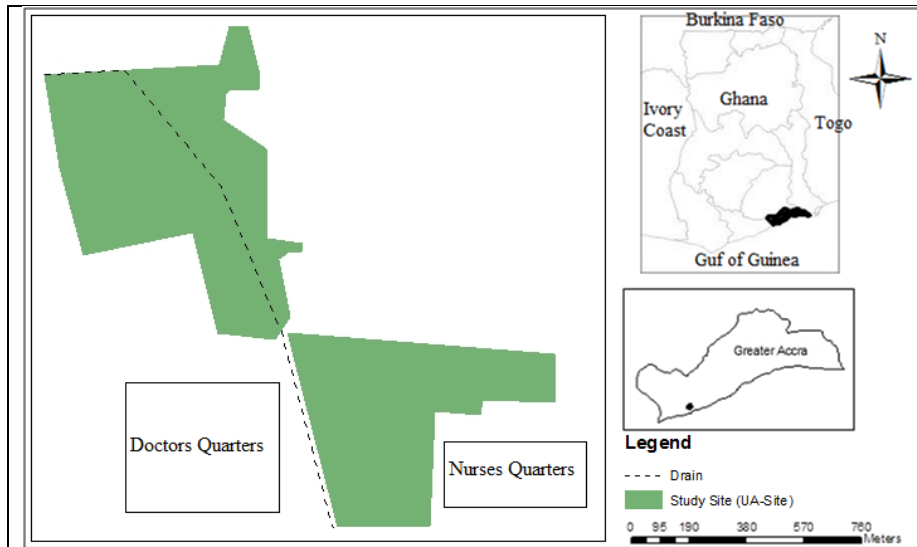 Doctors Quarters
Nurses Quarters
Burkina Faso
N
Ghana
Ivory
Coast
Togo
Guf of Guinea
Greater Accra
Legend
Drain
Study Site (UA-Site)
0 95 190 380 570 760
Meters